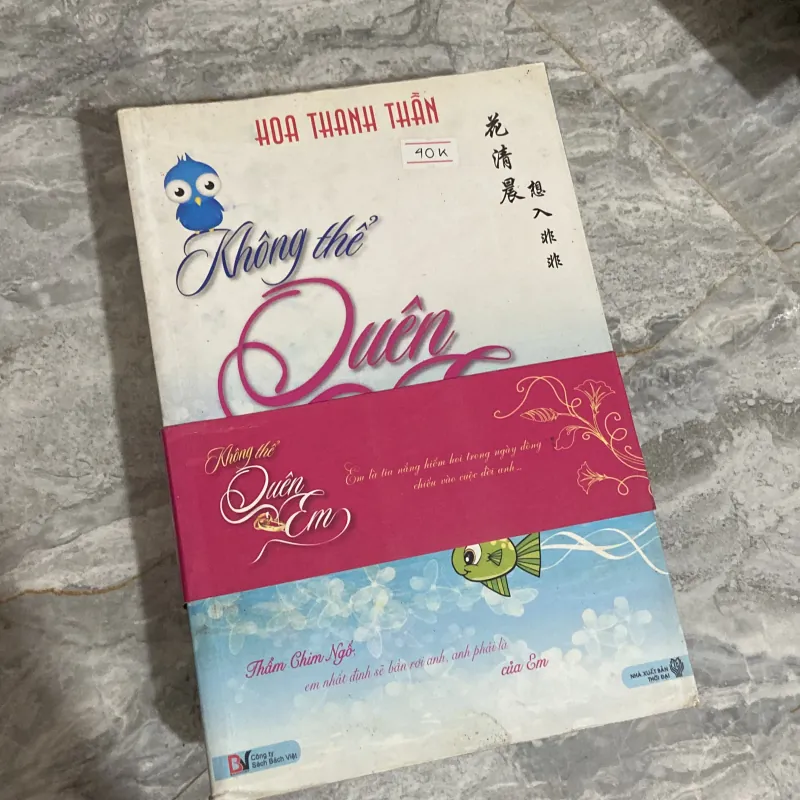 HOA THANH THẦN
40K
花清晨
想入非非
Không thể
Quên
Không thể
Quên
Em
Em là tia nắng hiếm hoi trong ngày đông
chiếu vào cuộc đời anh...
Thẩm Chim Ngố,
em nhất định sẽ bắn rơi anh, anh phải là
của Em
NHÀ XUẤT BẢN
THỜI ĐẠI
BV
Công ty
Sách Bách Việt